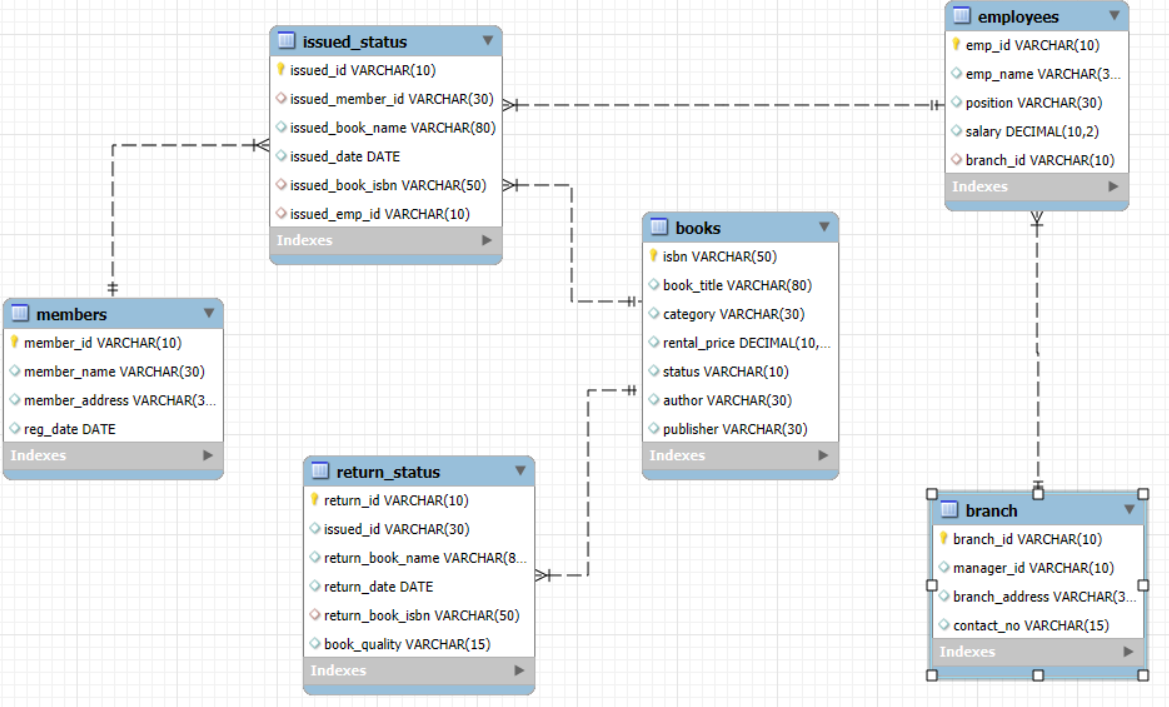 issued_status
issued_id VARCHAR(10)
issued_member_id VARCHAR(30)
issued_book_name VARCHAR(80)
issued_date DATE
issued_book_isbn VARCHAR(50)
issued_emp_id VARCHAR(10)
Indexes
employees
emp_id VARCHAR(10)
emp_name VARCHAR(3...
position VARCHAR(30)
salary DECIMAL(10,2)
branch_id VARCHAR(10)
Indexes
members
member_id VARCHAR(10)
member_name VARCHAR(30)
member_address VARCHAR(3...
reg_date DATE
Indexes
books
isbn VARCHAR(50)
book_title VARCHAR(80)
category VARCHAR(30)
rental_price DECIMAL(10,...
status VARCHAR(10)
author VARCHAR(30)
publisher VARCHAR(30)
Indexes
return_status
return_id VARCHAR(10)
issued_id VARCHAR(30)
return_book_name VARCHAR(8...
return_date DATE
return_book_isbn VARCHAR(50)
book_quality VARCHAR(15)
Indexes
branch
branch_id VARCHAR(10)
manager_id VARCHAR(10)
branch_address VARCHAR(3...
contact_no VARCHAR(15)
Indexes